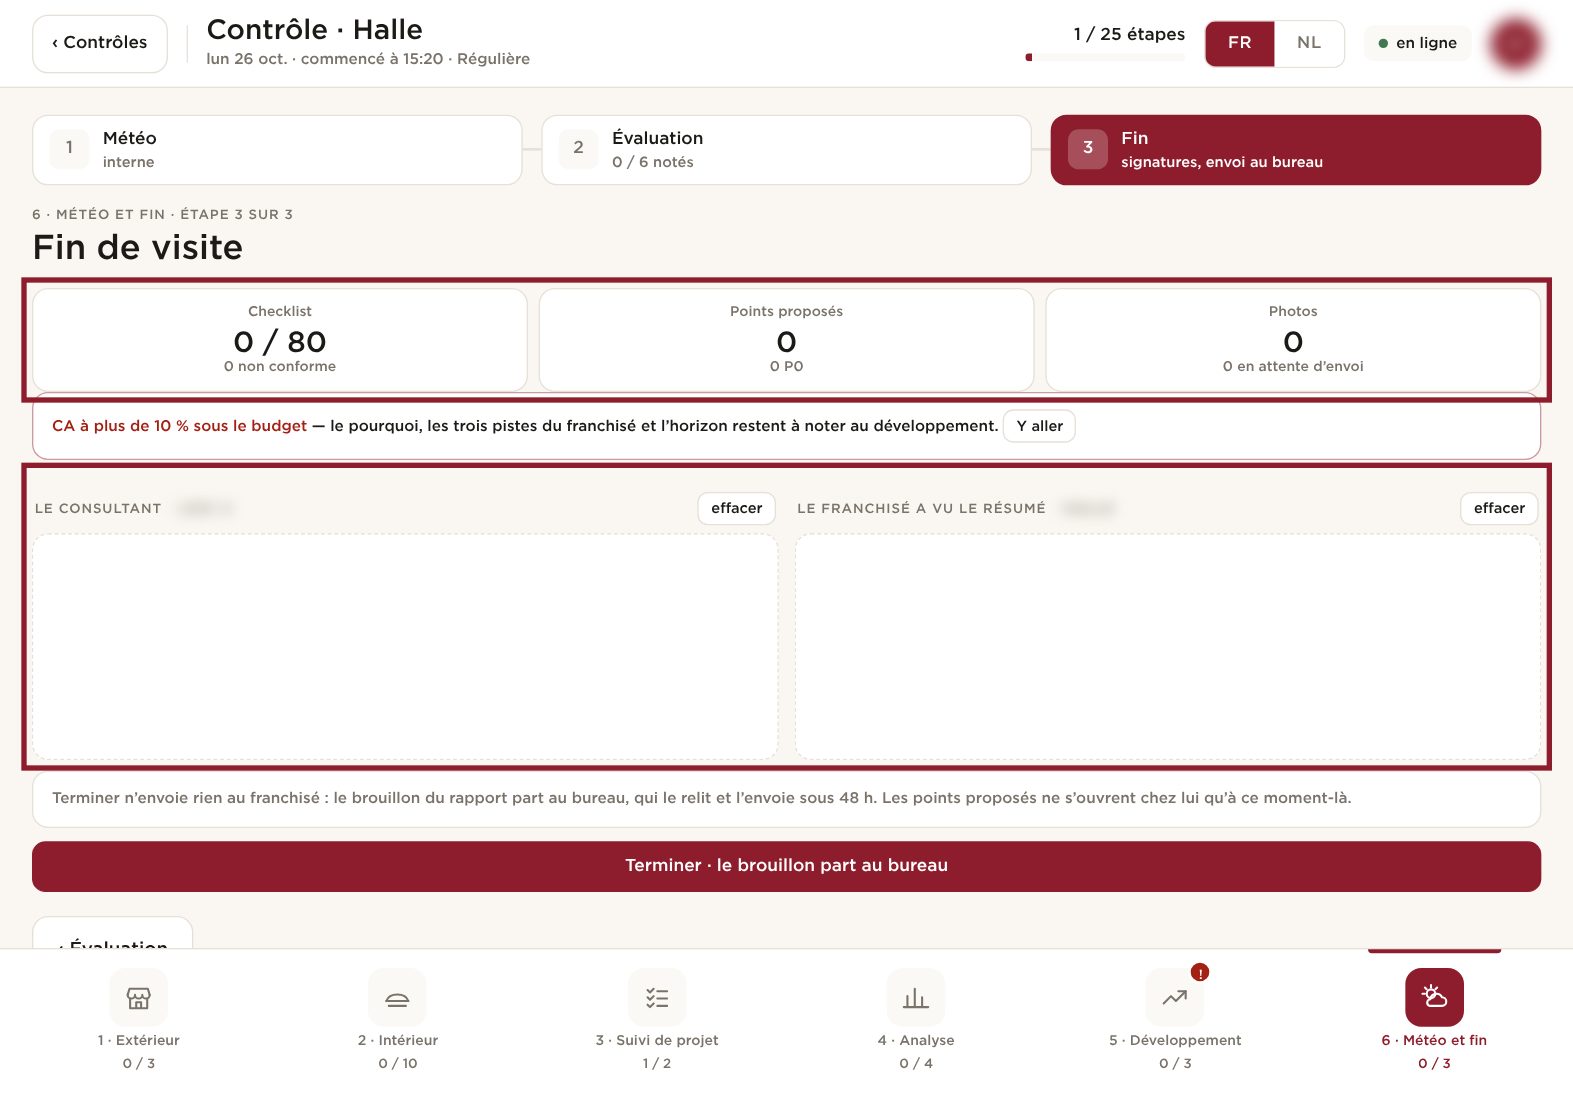 ‹ Contrôles
Contrôle · Halle
lun 26 oct. · commencé à 15:20 · Régulière
1 / 25 étapes
FR
NL
en ligne
1
Météo
interne
2
Évaluation
0 / 6 notés
3
Fin
signatures, envoi au bureau
6 · MÉTÉO ET FIN · ÉTAPE 3 SUR 3
Fin de visite
Checklist
0 / 80
0 non conforme
Points proposés
0
0 P0
Photos
0
0 en attente d’envoi
CA à plus de 10 % sous le budget — le pourquoi, les trois pistes du franchisé et l’horizon restent à noter au développement. Y aller
LE CONSULTANT
effacer
LE FRANCHISÉ A VU LE RÉSUMÉ
effacer
Terminer n’envoie rien au franchisé : le brouillon du rapport part au bureau, qui le relit et l’envoie sous 48 h. Les points proposés ne s’ouvrent chez lui qu’à ce moment-là.
Terminer · le brouillon part au bureau
‹ Évaluation
1 · Extérieur
0 / 3
2 · Intérieur
0 / 10
3 · Suivi de projet
1 / 2
4 · Analyse
0 / 4
!
5 · Développement
0 / 3
6 · Météo et fin
0 / 3